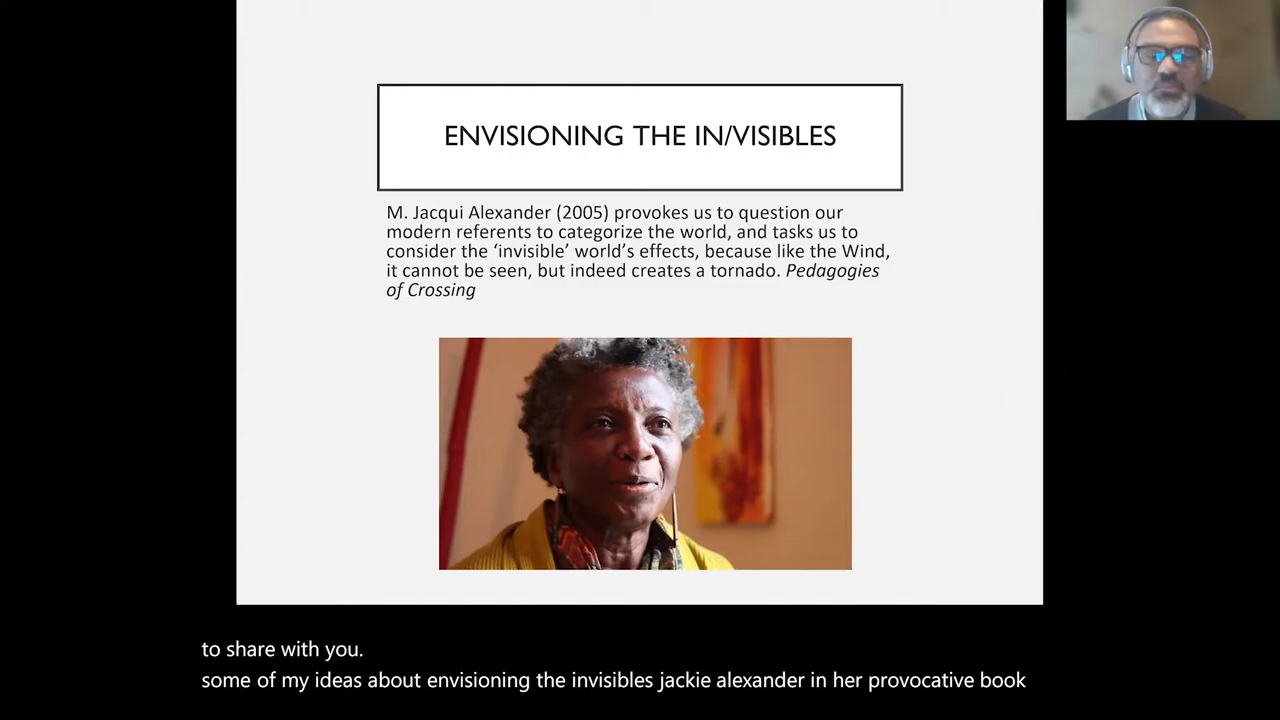 ENVISIONING THE IN/VISIBLES
M. Jacqui Alexander (2005) provokes us to question our
modern referents to categorize the world, and tasks us to
consider the ‘invisible’ world’s effects, because like the Wind,
it cannot be seen, but indeed creates a tornado. Pedagogies
of Crossing
to share with you.
some of my ideas about envisioning the invisibles jackie alexander in her provocative book